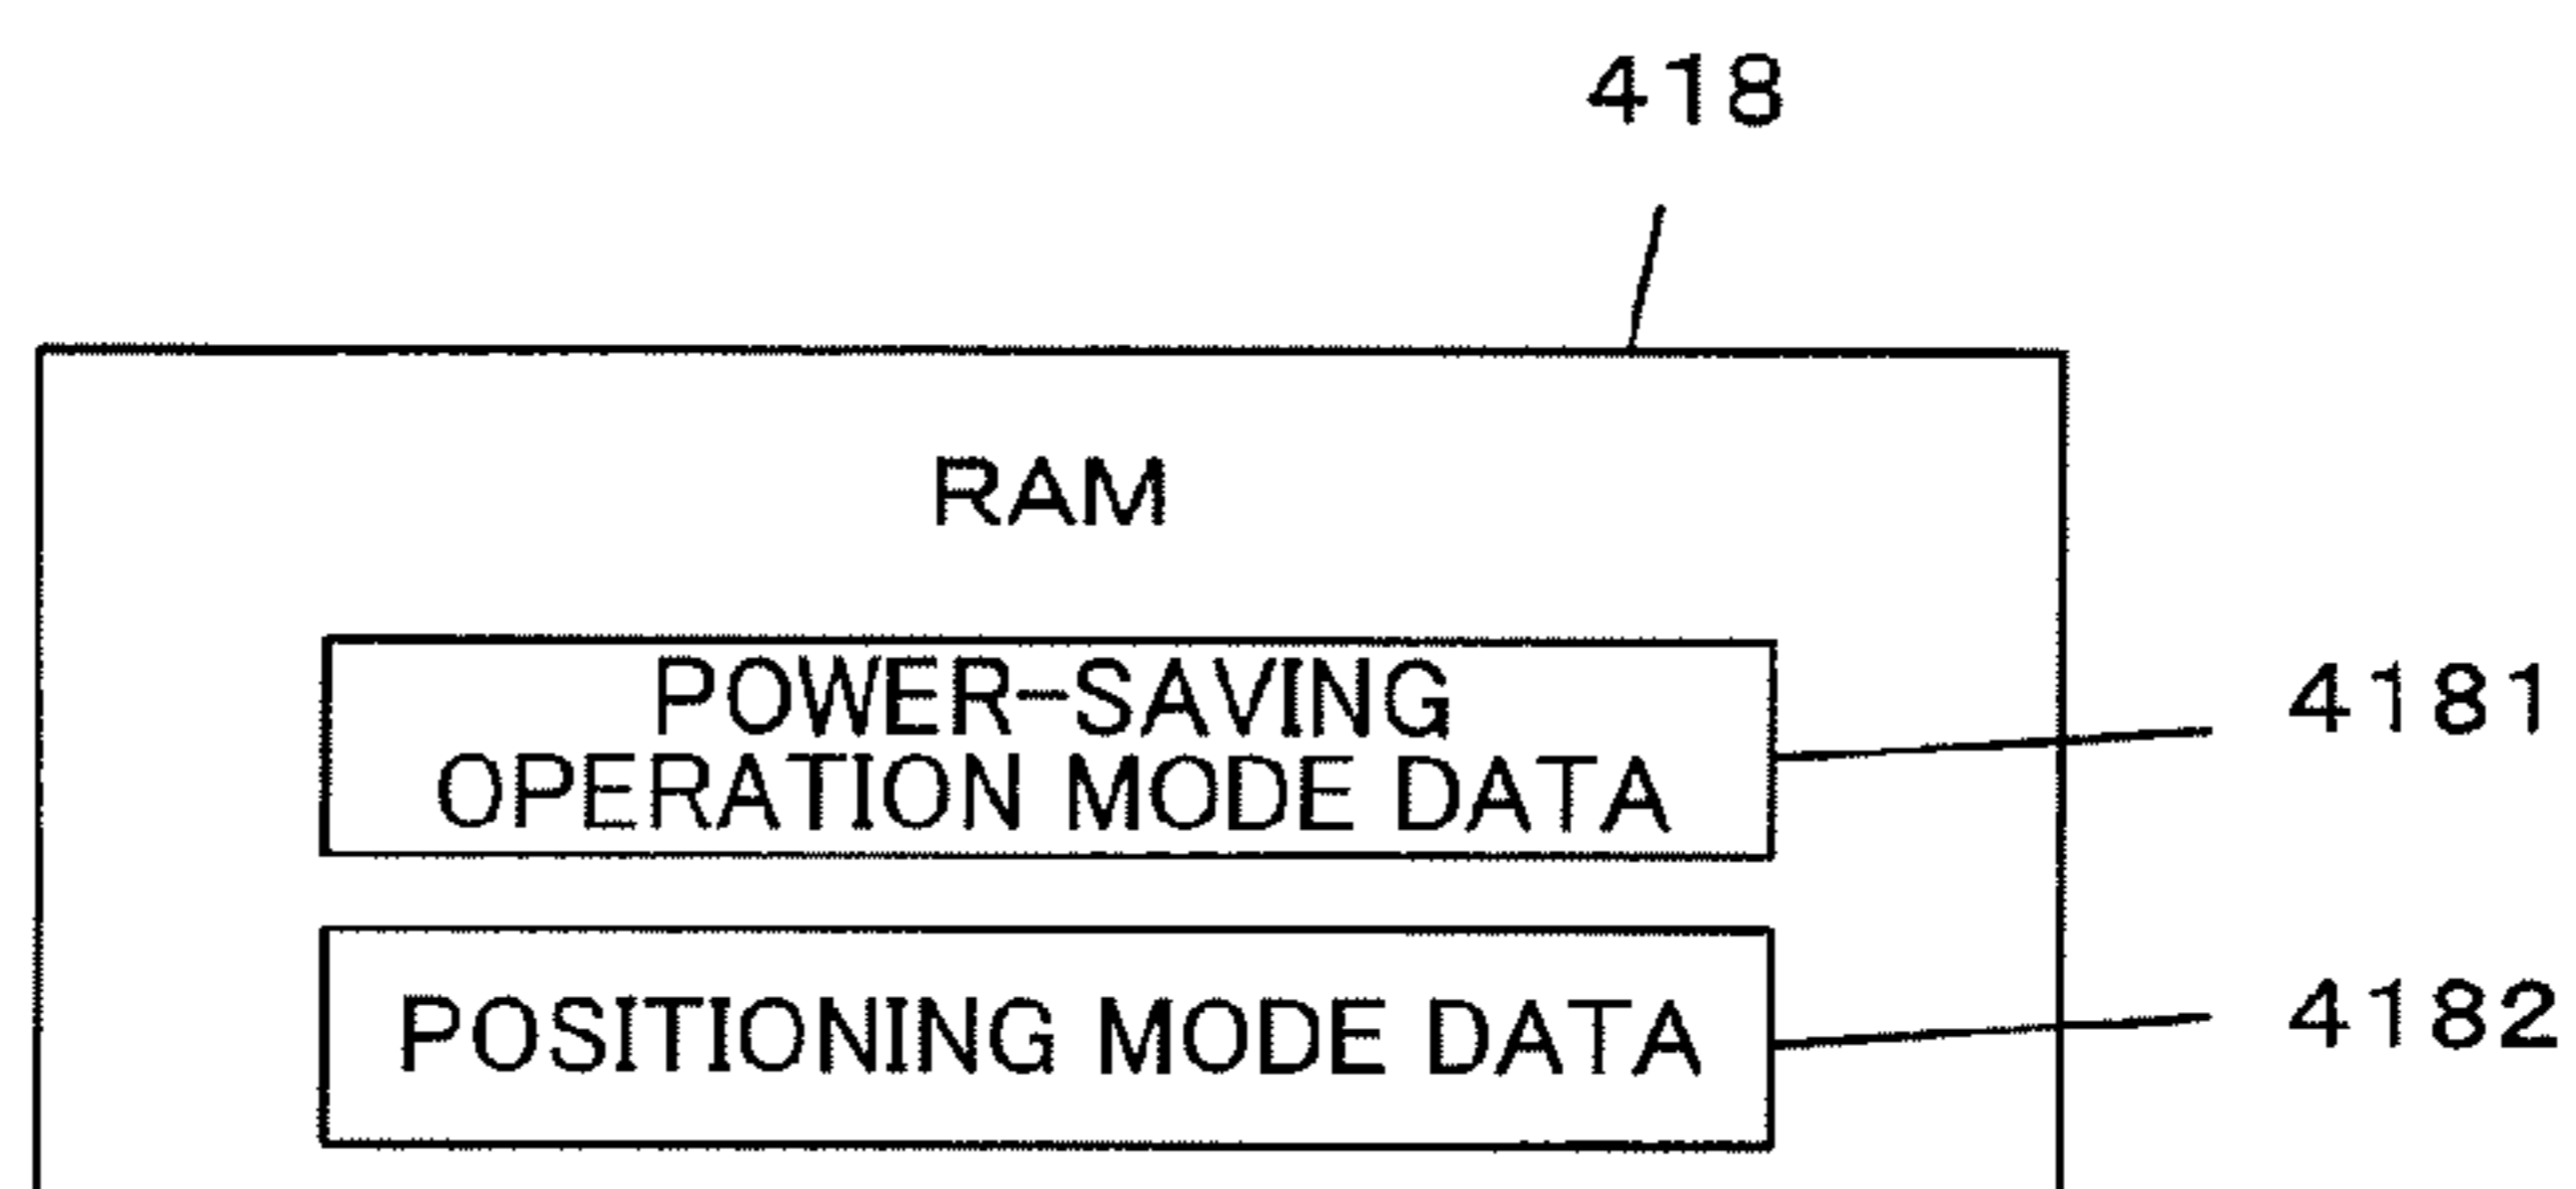 418
RAM
POWER-SAVING
OPERATION MODE DATA
4181
POSITIONING MODE DATA
4182